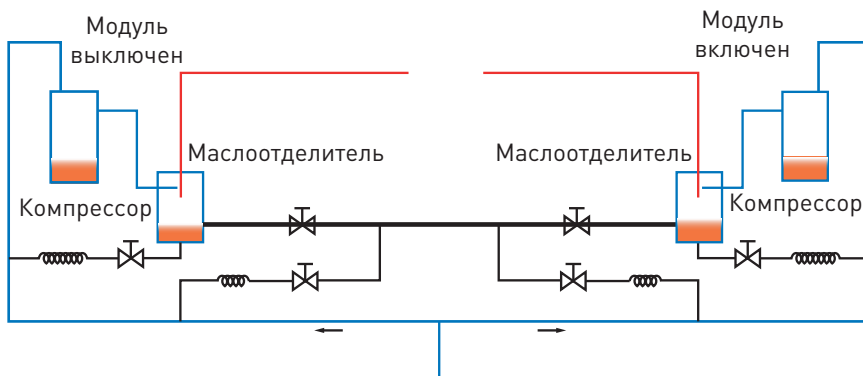 Модуль
выключен
Модуль
включен
Маслоотделитель
Маслоотделитель
Компрессор
Компрессор